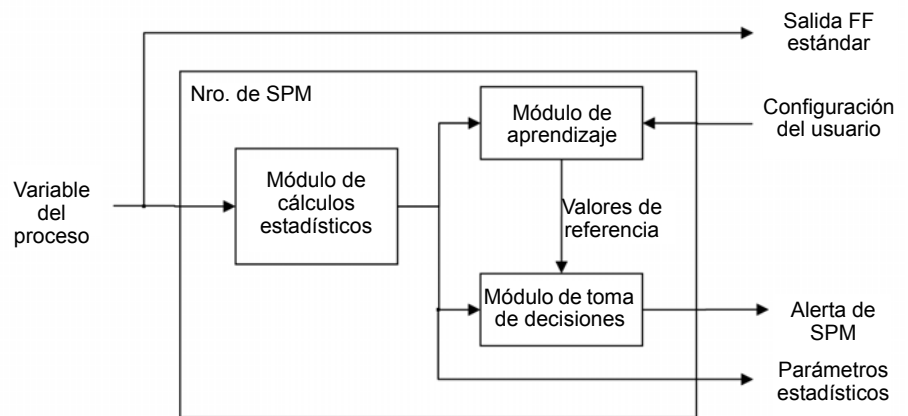 Salida FF
estándar
Nro. de SPM
Módulo de
aprendizaje
Configuración
del usuario
Módulo de
cálculos
estadísticos
Variable
del
proceso
Valores de
referencia
Módulo de toma
de decisiones
Alerta de
SPM
Parámetros
estadísticos